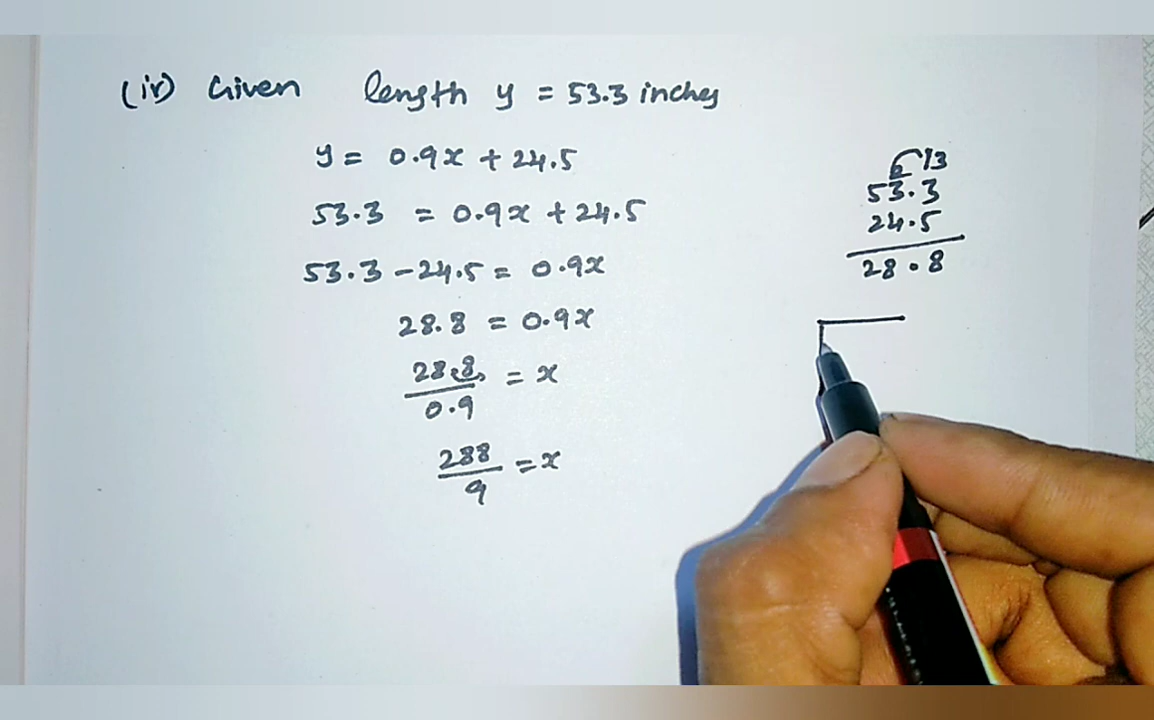 (iv) Given length y = 53.3 inches
y = 0.9x + 24.5
53.3 = 0.9x + 24.5
53.3 - 24.5 = 0.9x
28.8 = 0.9x
28.8 / 0.9 = x
288 / 9 = x
13
53.3
24.5
28.8